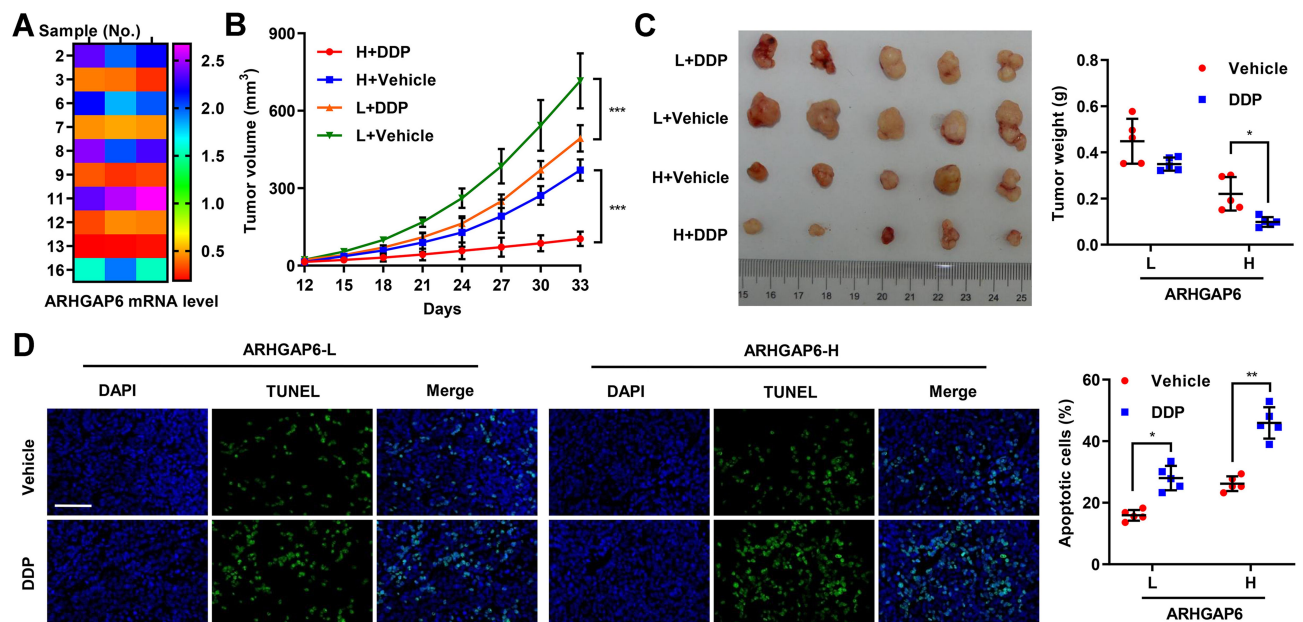 A
Sample (No.)
2
3
6
7
8
9
11
12
13
16
2.5
2.0
1.5
1.0
0.5
ARHGAP6 mRNA level
B
Tumor volume (mm3)
900
600
300
0
H+DDP
H+Vehicle
L+DDP
L+Vehicle
***
***
12 15 18 21 24 27 30 33
Days
C
L+DDP
L+Vehicle
H+Vehicle
H+DDP
15 16 17 18 19 20 21 22 23 24 25
Tumor weight (g)
0.8
0.6
0.4
0.2
0.0
Vehicle
DDP
*
L H
ARHGAP6
D
ARHGAP6-L ARHGAP6-H
DAPI TUNEL Merge DAPI TUNEL Merge
Vehicle
DDP
Apoptotic cells (%)
60
40
20
0
Vehicle
DDP
*
**
L H
ARHGAP6